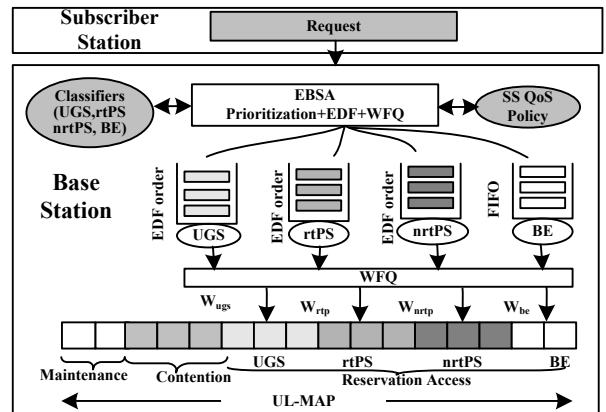 Subscriber
Station
Request
Classifiers
(UGS,rtPS
nrtPS, BE)
EBSA
Prioritization+EDF+WFQ
SS QoS
Policy
Base
Station
EDF order
EDF order
EDF order
FIFO
UGS
rtPS
nrtPS
BE
WFQ
Wugs
Wrtp
Wnrtp
Wbe
UGS
rtPS
nrtPS
BE
Maintenance
Contention
Reservation Access
UL-MAP